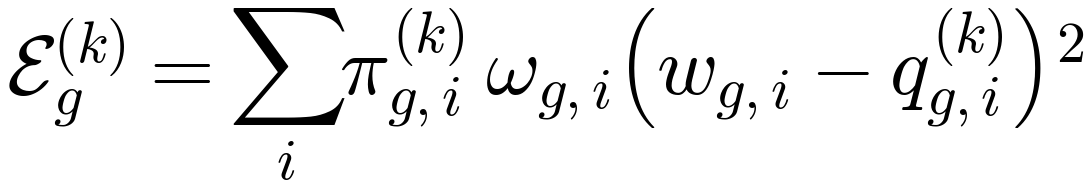 $\mathcal{E}_g^{(k)} = \sum_i \pi_{g,i}^{(k)} \omega_{g,i} \left( w_{g,i} - q_{g,i}^{(k)} \right)^2$